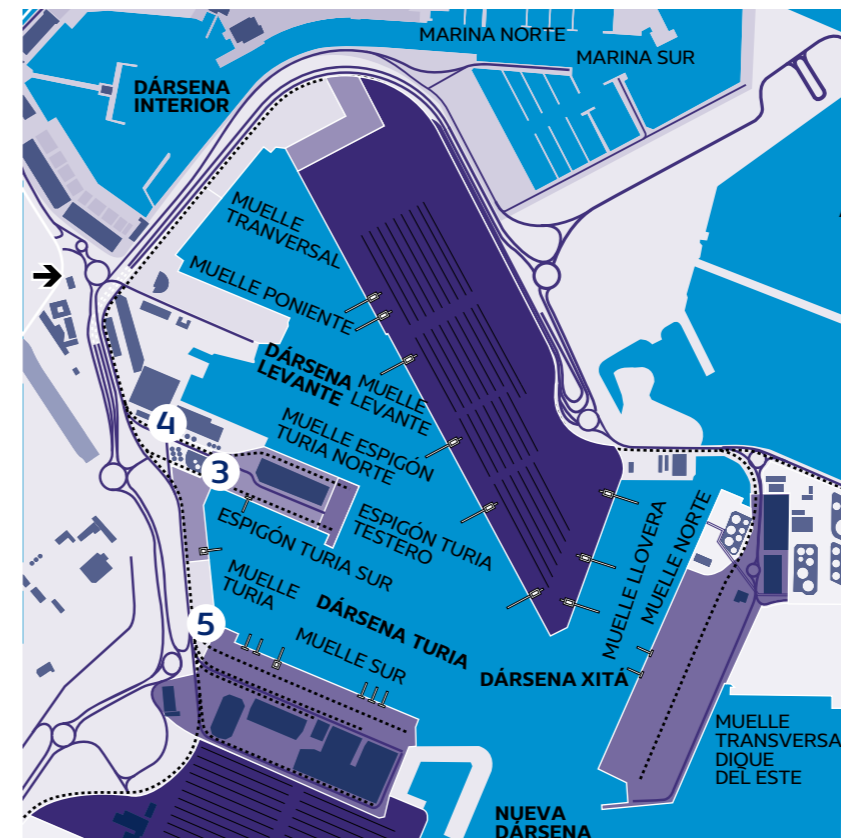 MARINA NORTE
MARINA SUR
DÁRSENA
INTERIOR
MUELLE
TRANVERSAL
MUELLE PONIENTE
DÁRSENA
LEVANTE
MUELLE
LEVANTE
MUELLE ESPIGÓN
TURIA NORTE
4
3
ESPIGÓN TURIA
TESTERO
ESPIGÓN TURIA SUR
MUELLE
TURIA
DÁRSENA TURIA
5
MUELLE SUR
MUELLE LLOVERA
MUELLE NORTE
DÁRSENA XITÁ
MUELLE
TRANSVERSA
DIQUE
DEL ESTE
NUEVA
DÁRSENA